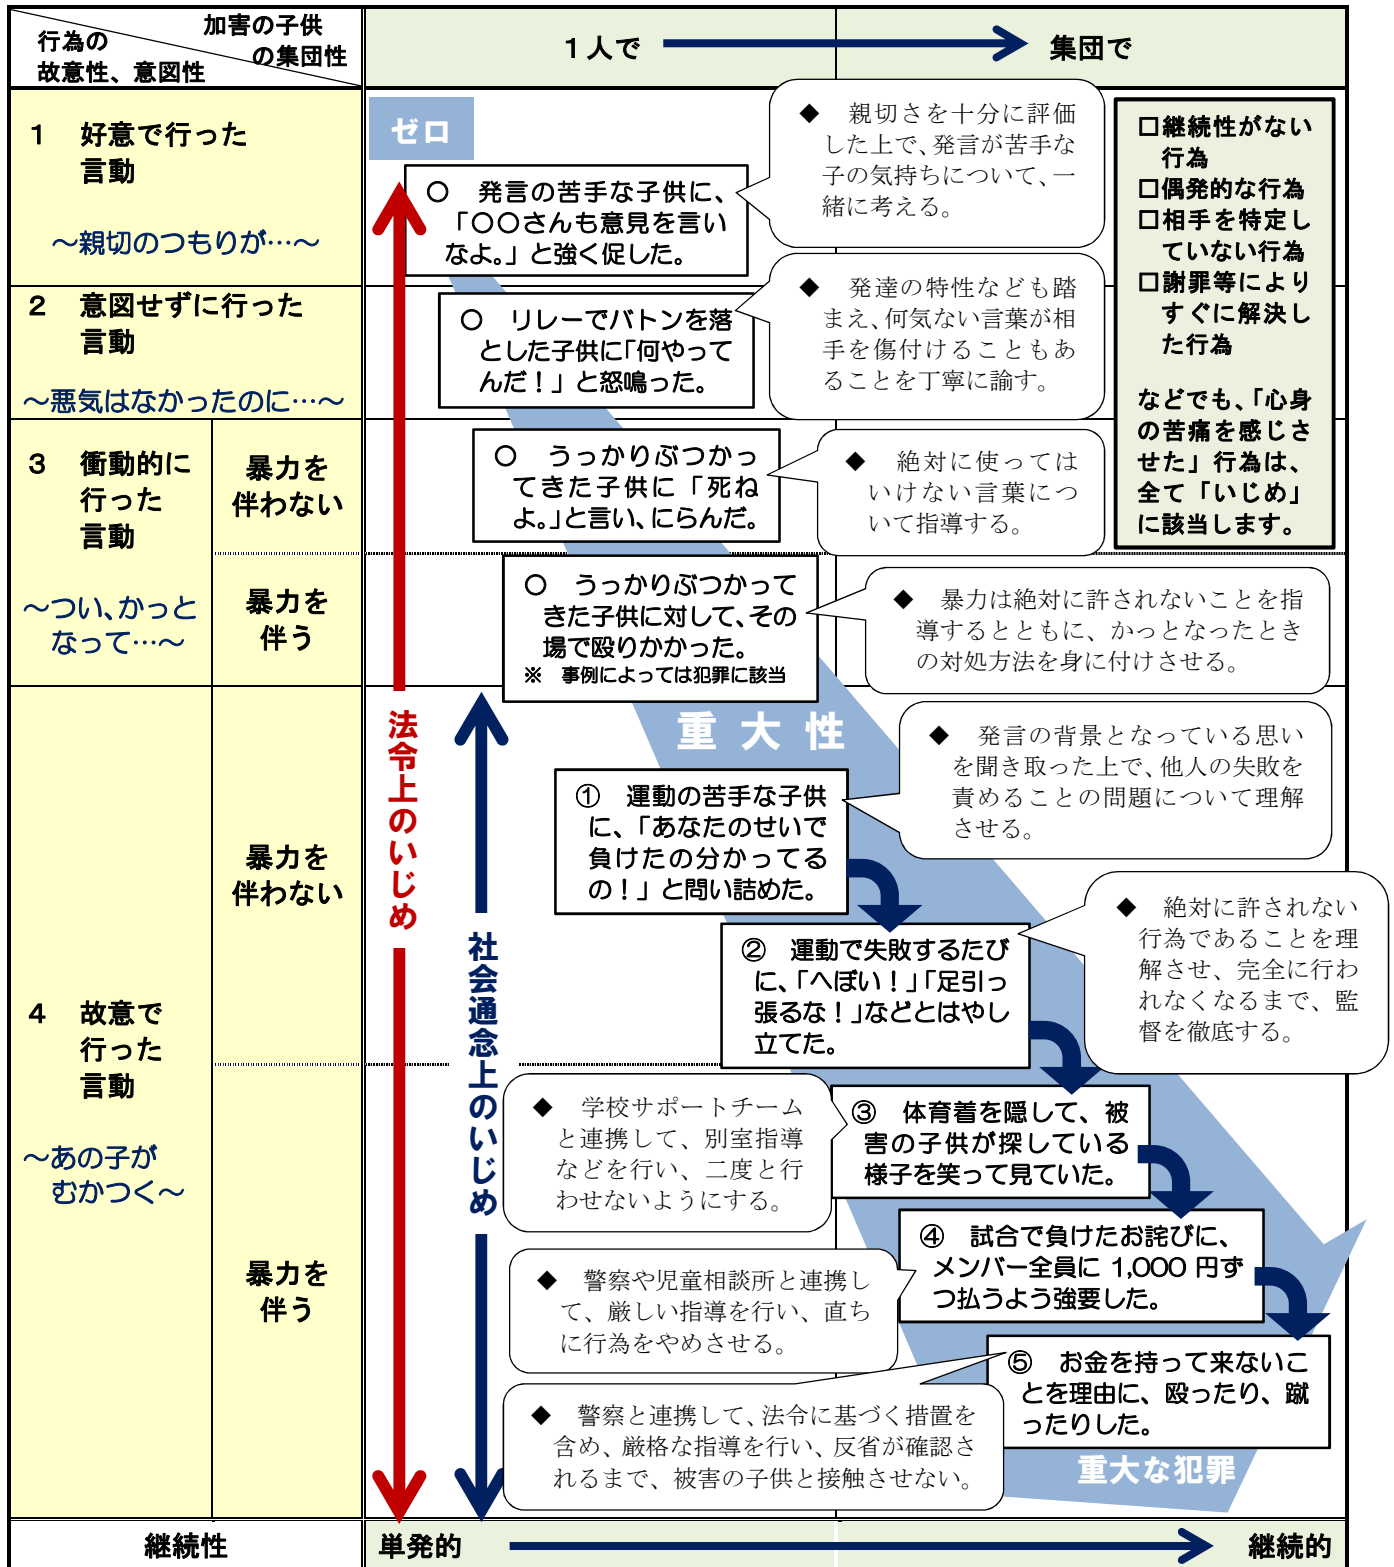 加害の子供
の集団性
行為の
故意性、意図性
1人で
集団で
1 好意で行った
言動
～親切のつもりが…～
ゼロ
○ 発言の苦手な子供に、
「○○さんも意見を言い
なよ。」と強く促した。
◆ 親切さを十分に評価
した上で、発言が苦手な
子の気持ちについて、一
緒に考える。
□継続性がない
行為
□偶発的な行為
□相手を特定し
ていない行為
□謝罪等により
すぐに解決し
た行為
などでも、「心身
の苦痛を感じさ
せた」行為は、
全て「いじめ」
に該当します。
2 意図せずに行った
言動
～悪気はなかったのに…～
○ リレーでバトンを落
とした子供に「何やって
んだ！」と怒鳴った。
◆ 発達の特性なども踏
まえ、何気ない言葉が相
手を傷付けることもあ
ることを丁寧に諭す。
3 衝動的に
行った
言動
～つい、かっと
なって…～
暴力を
伴わない
○ うっかりぶつかっ
てきた子供に「死ね
よ。」と言い、にらんだ。
◆ 絶対に使っては
いけない言葉につ
いて指導する。
暴力を
伴う
○ うっかりぶつかって
きた子供に対して、その
場で殴りかかった。
※ 事例によっては犯罪に該当
◆ 暴力は絶対に許されないことを指
導するとともに、かっとなったとき
の対処方法を身に付けさせる。
法令上のいじめ
社会通念上のいじめ
重大性
4 故意で
行った
言動
～あの子が
むかつく～
暴力を
伴わない
① 運動の苦手な子供
に、「あなたのせいで
負けたの分かってる
の！」と問い詰めた。
◆ 発言の背景となっている思い
を聞き取った上で、他人の失敗を
責めることの問題について理解
させる。
② 運動で失敗するたび
に、「へぼい！」「足引っ
張るな！」などとはやし
立てた。
◆ 絶対に許されない
行為であることを理
解させ、完全に行わ
れなくなるまで、監
督を徹底する。
暴力を
伴う
◆ 学校サポートチーム
と連携して、別室指導
などを行い、二度と行
わせないようにする。
③ 体育着を隠して、被
害の子供が探している
様子を笑って見ていた。
④ 試合で負けたお詫びに、
メンバー全員に 1,000 円ず
つ払うよう強要した。
◆ 警察や児童相談所と連携し
て、厳しい指導を行い、直ち
に行為をやめさせる。
⑤ お金を持って来ないこ
とを理由に、殴ったり、蹴
ったりした。
◆ 警察と連携して、法令に基づく措置を
含め、厳格な指導を行い、反省が確認さ
れるまで、被害の子供と接触させない。
重大な犯罪
継続性
単発的
継続的